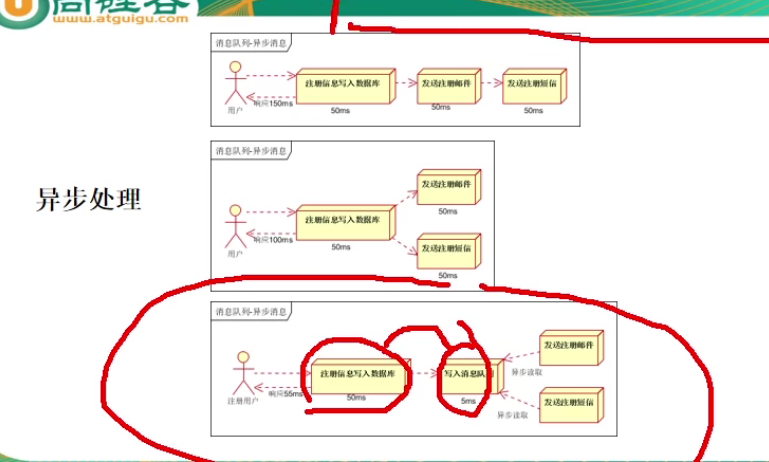 尚硅谷
www.atguigu.com
异步处理
消息队列-异步消息
用户
响应150ms
注册信息写入数据库
50ms
发送注册邮件
50ms
发送注册短信
50ms
消息队列-异步消息
用户
响应100ms
注册信息写入数据库
50ms
发送注册邮件
50ms
发送注册短信
50ms
消息队列-异步消息
注册用户
响应55ms
注册信息写入数据库
50ms
写入消息队
5ms
发送注册邮件
异步读取
发送注册短信
异步读取